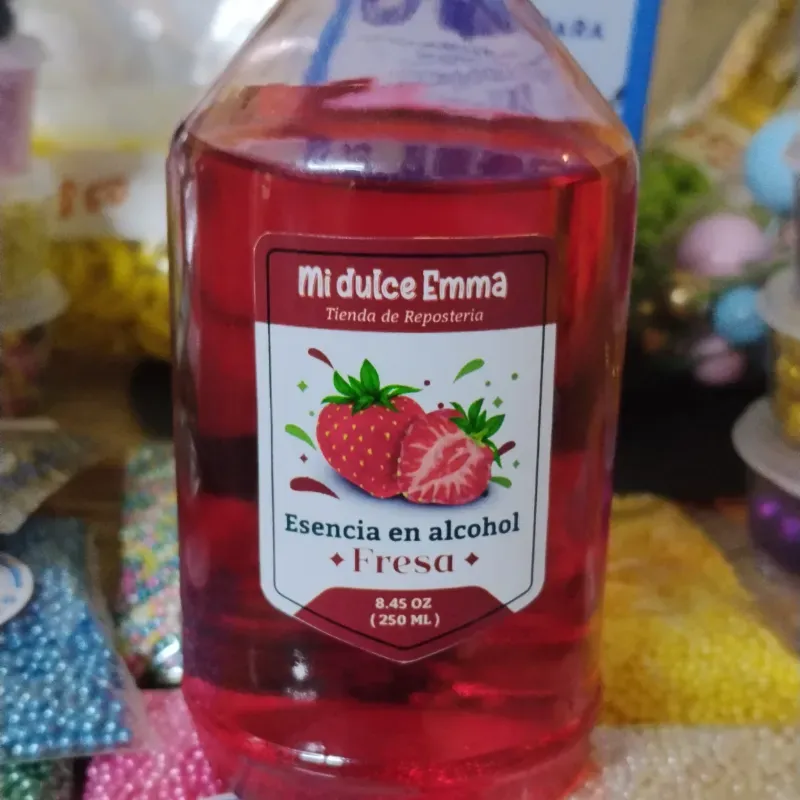 Mi dulce Emma
Tienda de Reposteria
Esencia en alcohol
Fresa
8.45 OZ
(250 ML)